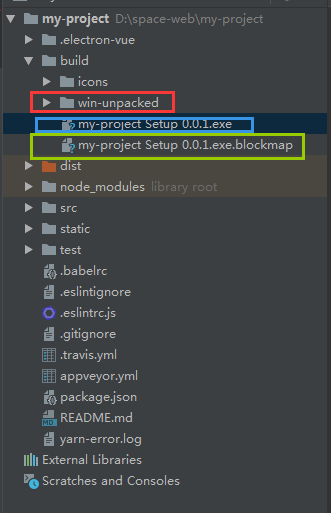 my-project D:\space-web\my-project
.electron-vue
build
icons
win-unpacked
my-project Setup 0.0.1.exe
my-project Setup 0.0.1.exe.blockmap
dist
node_modules library root
src
static
test
.babelrc
.eslintignore
.eslintrc.js
.gitignore
.travis.yml
appveyor.yml
package.json
README.md
yarn-error.log
External Libraries
Scratches and Consoles